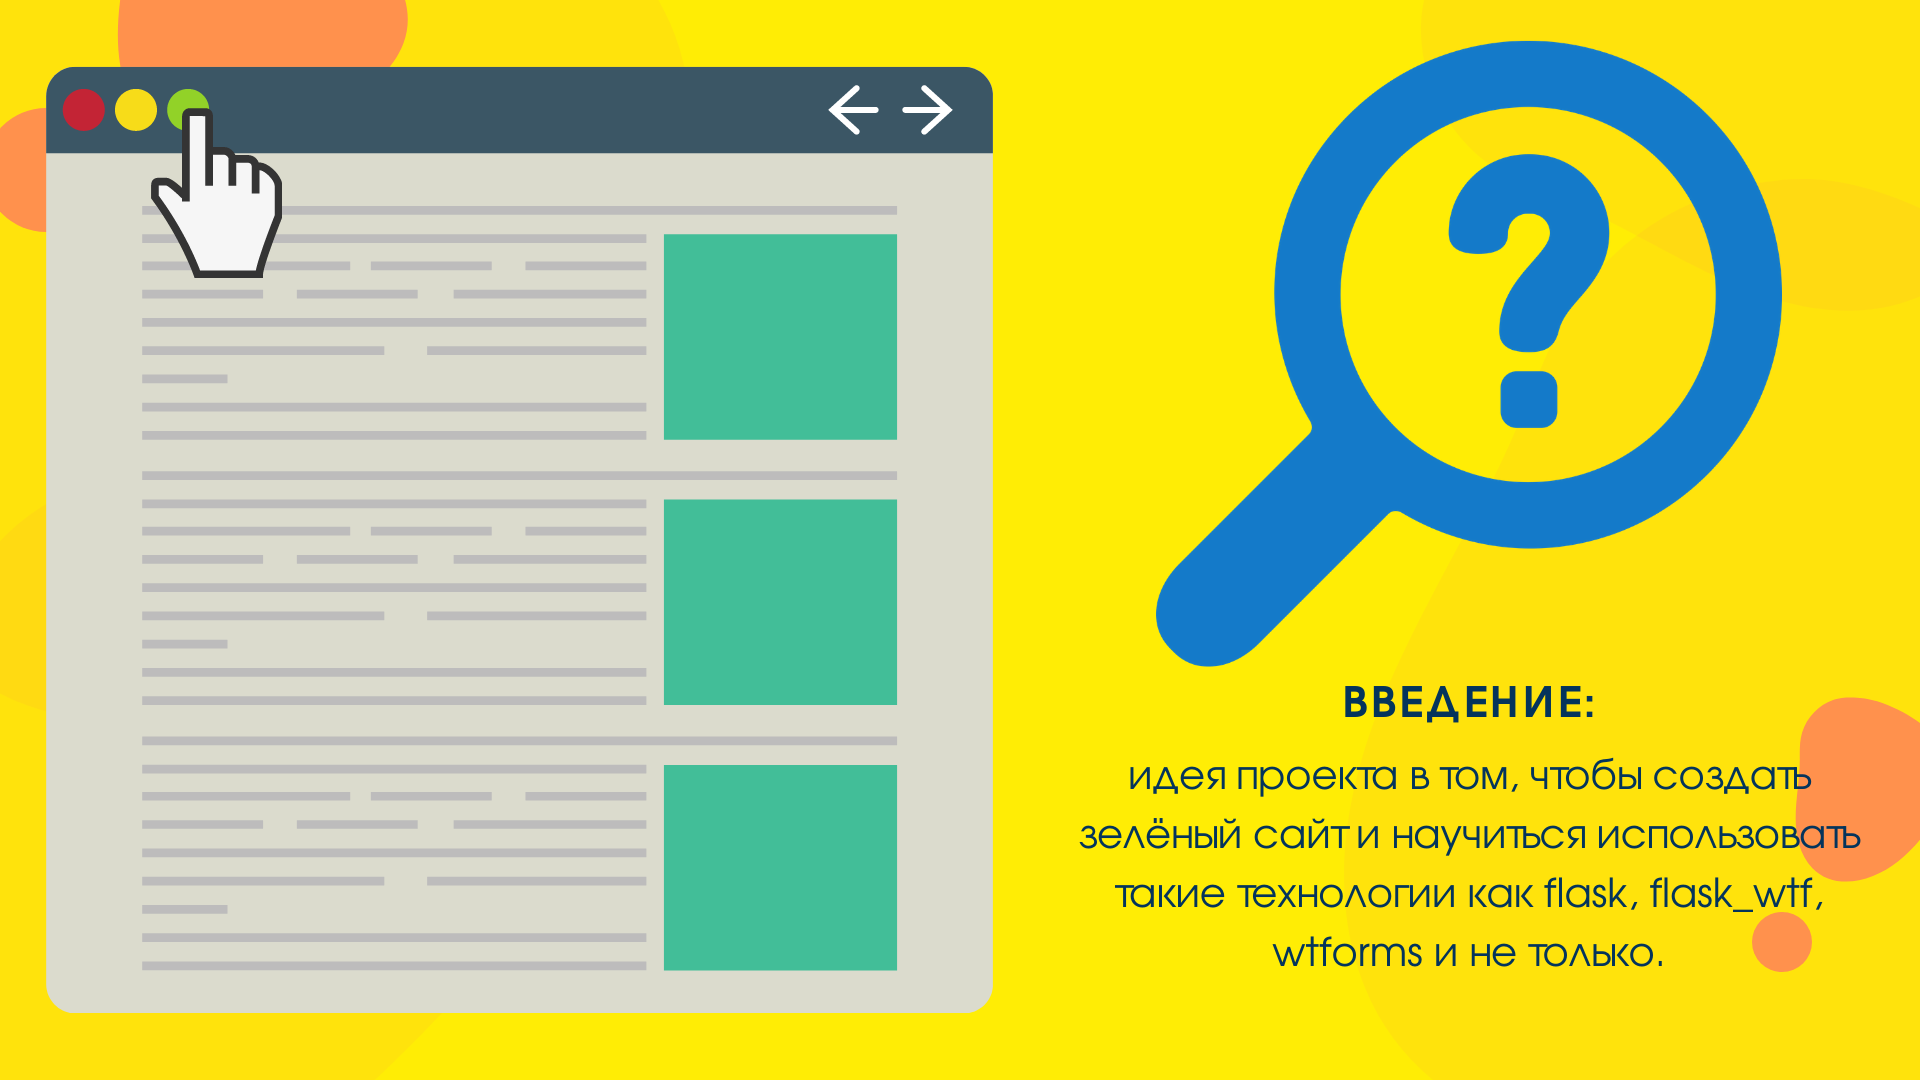 ?
ВВЕДЕНИЕ:
идея проекта в том, чтобы создать
зелёный сайт и научиться использовать
такие технологии как flask, flask_wtf,
wtforms и не только.